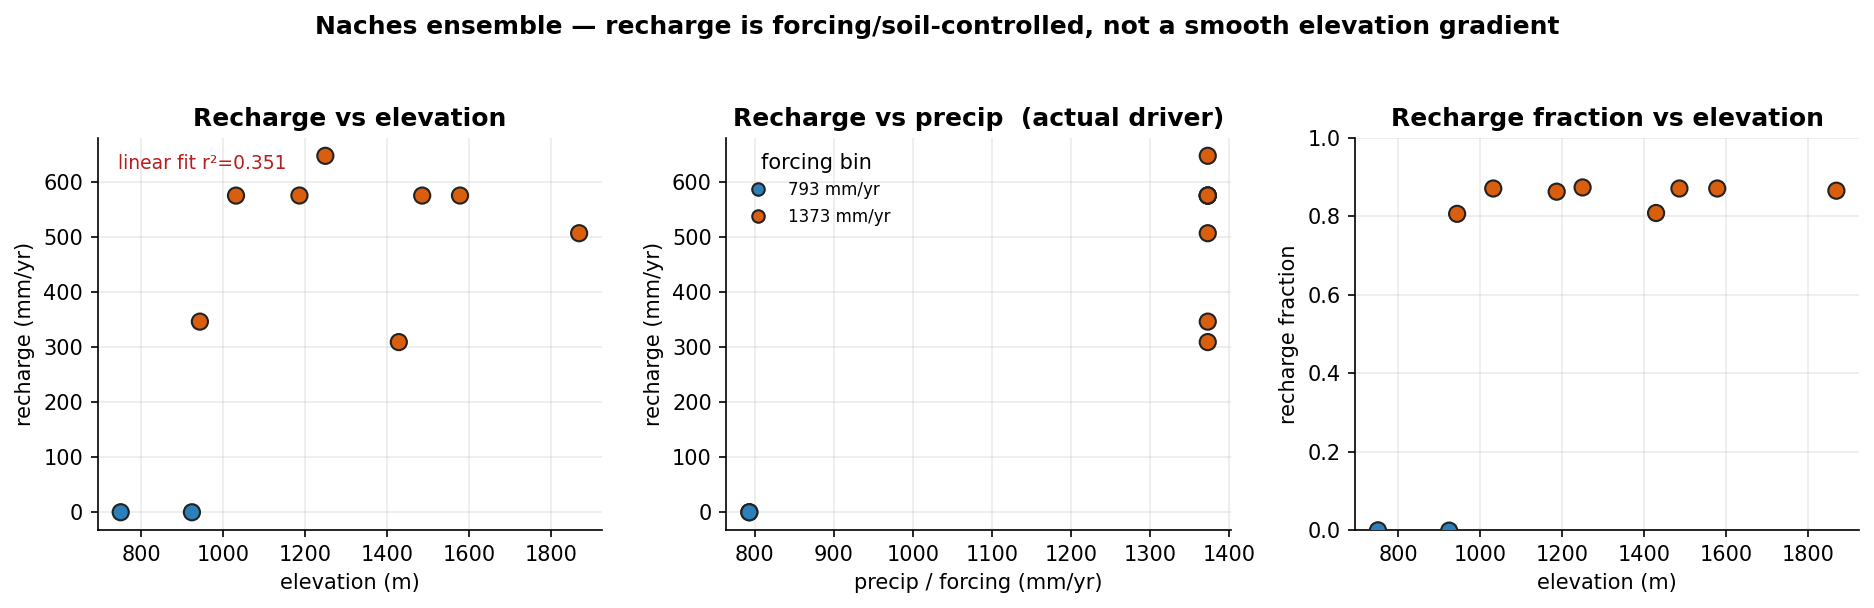 Naches ensemble — recharge is forcing/soil-controlled, not a smooth elevation gradient
Recharge vs elevation
linear fit r²=0.351
600
500
400
300
200
100
0
recharge (mm/yr)
800 1000 1200 1400 1600 1800
elevation (m)
Recharge vs precip (actual driver)
forcing bin
793 mm/yr
1373 mm/yr
600
500
400
300
200
100
0
recharge (mm/yr)
800 900 1000 1100 1200 1300 1400
precip / forcing (mm/yr)
Recharge fraction vs elevation
1.0
0.8
0.6
0.4
0.2
0.0
recharge fraction
800 1000 1200 1400 1600 1800
elevation (m)